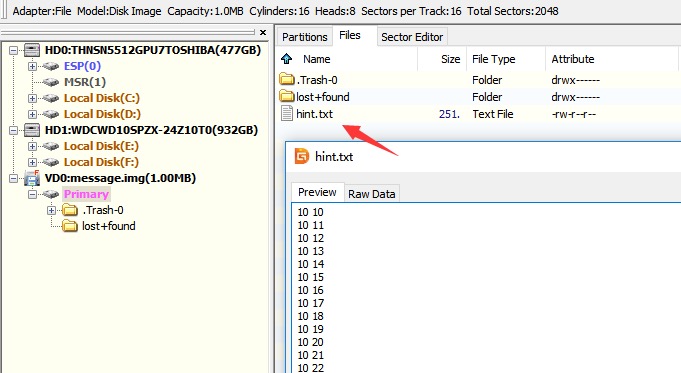 Adapter:File Model:Disk Image Capacity:1.0MB Cylinders:16 Heads:8 Sectors per Track:16 Total Sectors:2048
HD0:THNSN5512GPU7TOSHIBA(477GB)
ESP(0)
MSR(1)
Local Disk(C:)
Local Disk(D:)
HD1:WDCWD10SPZX-24Z10T0(932GB)
Local Disk(E:)
Local Disk(F:)
VD0:message.img(1.00MB)
Primary
.Trash-0
lost+found
Partitions Files Sector Editor
Name Size File Type Attribute
.Trash-0 Folder drwx------
lost+found Folder drwx------
hint.txt 251. Text File -rw-r--r--
hint.txt
Preview Raw Data
10 10
10 11
10 12
10 13
10 14
10 15
10 16
10 17
10 18
10 19
10 20
10 21
10 22